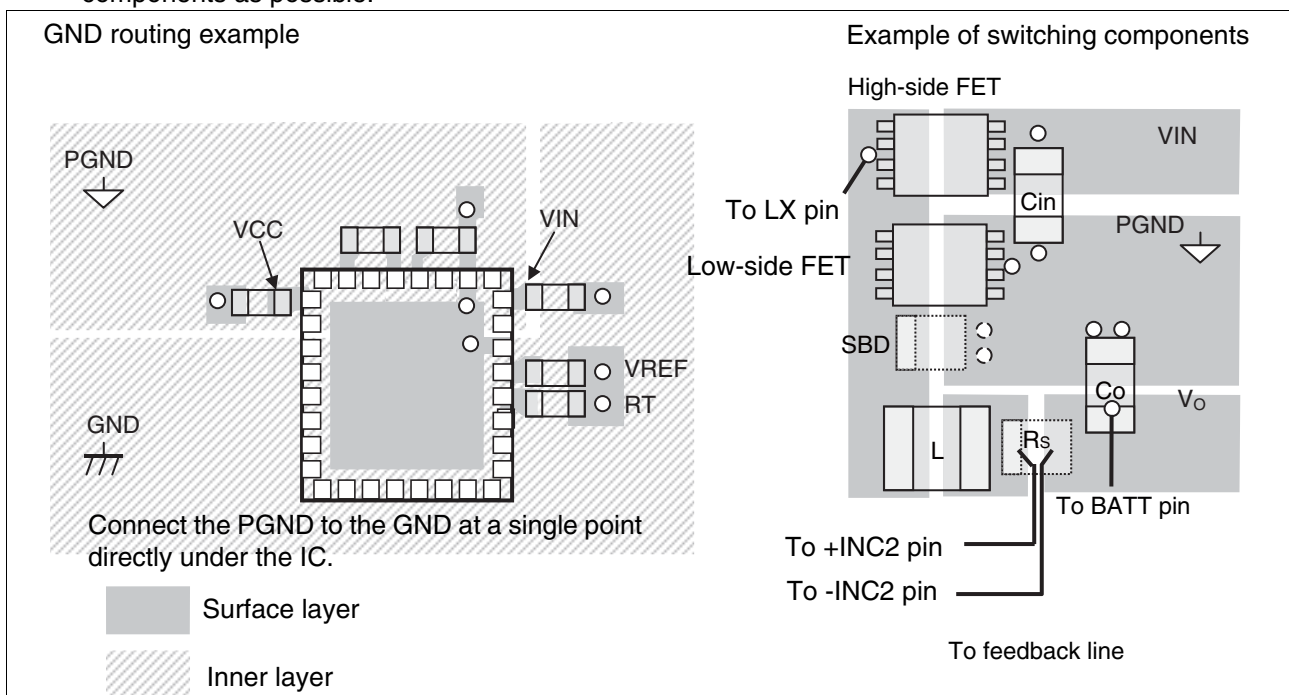 components as possible.
GND routing example
PGND
VCC
VIN
VREF
RT
GND
Connect the PGND to the GND at a single point
directly under the IC.
Surface layer
Inner layer
Example of switching components
High-side FET
VIN
To LX pin
Cin
PGND
Low-side FET
SBD
Co
Vo
L
Rs
To BATT pin
To +INC2 pin
To -INC2 pin
To feedback line